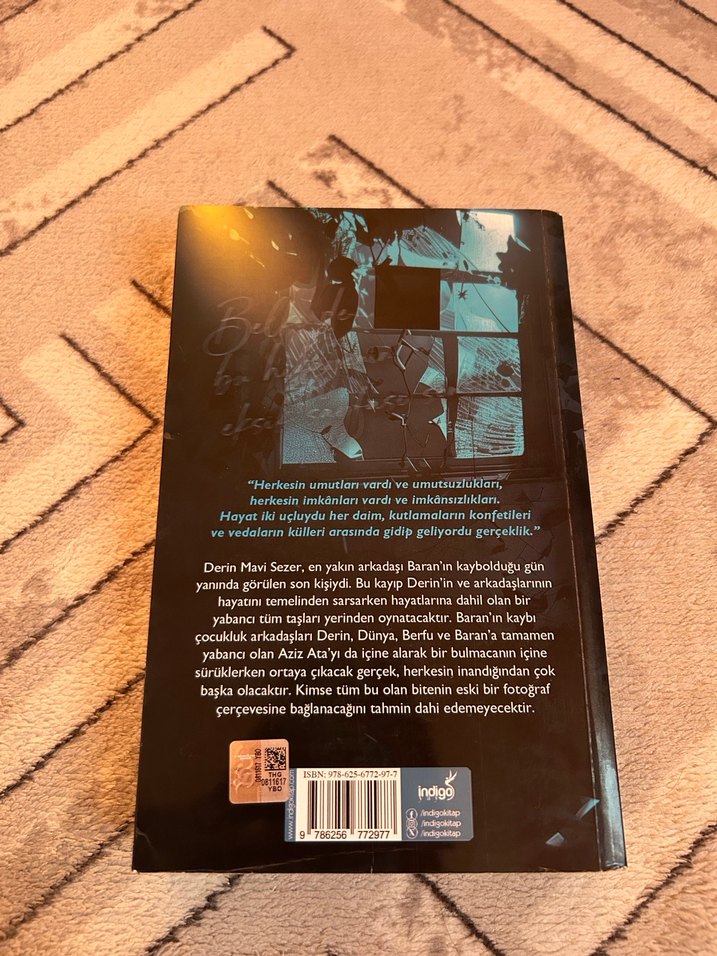 “Herkesin umutları vardı ve umutsuzlukları,
herkesin imkânları vardı ve imkânsızlıkları.
Hayat iki uçluydu her daim, kutlamaların konfetileri
ve vedaların külleri arasında gidip geliyordu gerçeklik.”
Derin Mavi Sezer, en yakın arkadaşı Baran’ın kaybolduğu gün
yanında görülen son kişiydi. Bu kayıp Derin’in ve arkadaşlarının
hayatını temelinden sarsarken hayatlarına dahil olan bir
yabancı tüm taşları yerinden oynatacaktır. Baran’ın kaybı
çocukluk arkadaşları Derin, Dünya, Berfu ve Baran’a tamamen
yabancı olan Aziz Ata’yı da içine alarak bir bulmacanın içine
sürüklerken ortaya çıkacak gerçek, herkesin inandığından çok
başka olacaktır. Kimse tüm bu olan bitenin eski bir fotoğraf
çerçevesine bağlanacağını tahmin dahi edemeyecektir.
0811617 YBO
THG
0811617
YBO
ISBN: 978-625-6772-97-7
9 786256 772977
indigo
/indigokitap
/indigokitap
/indigokitap